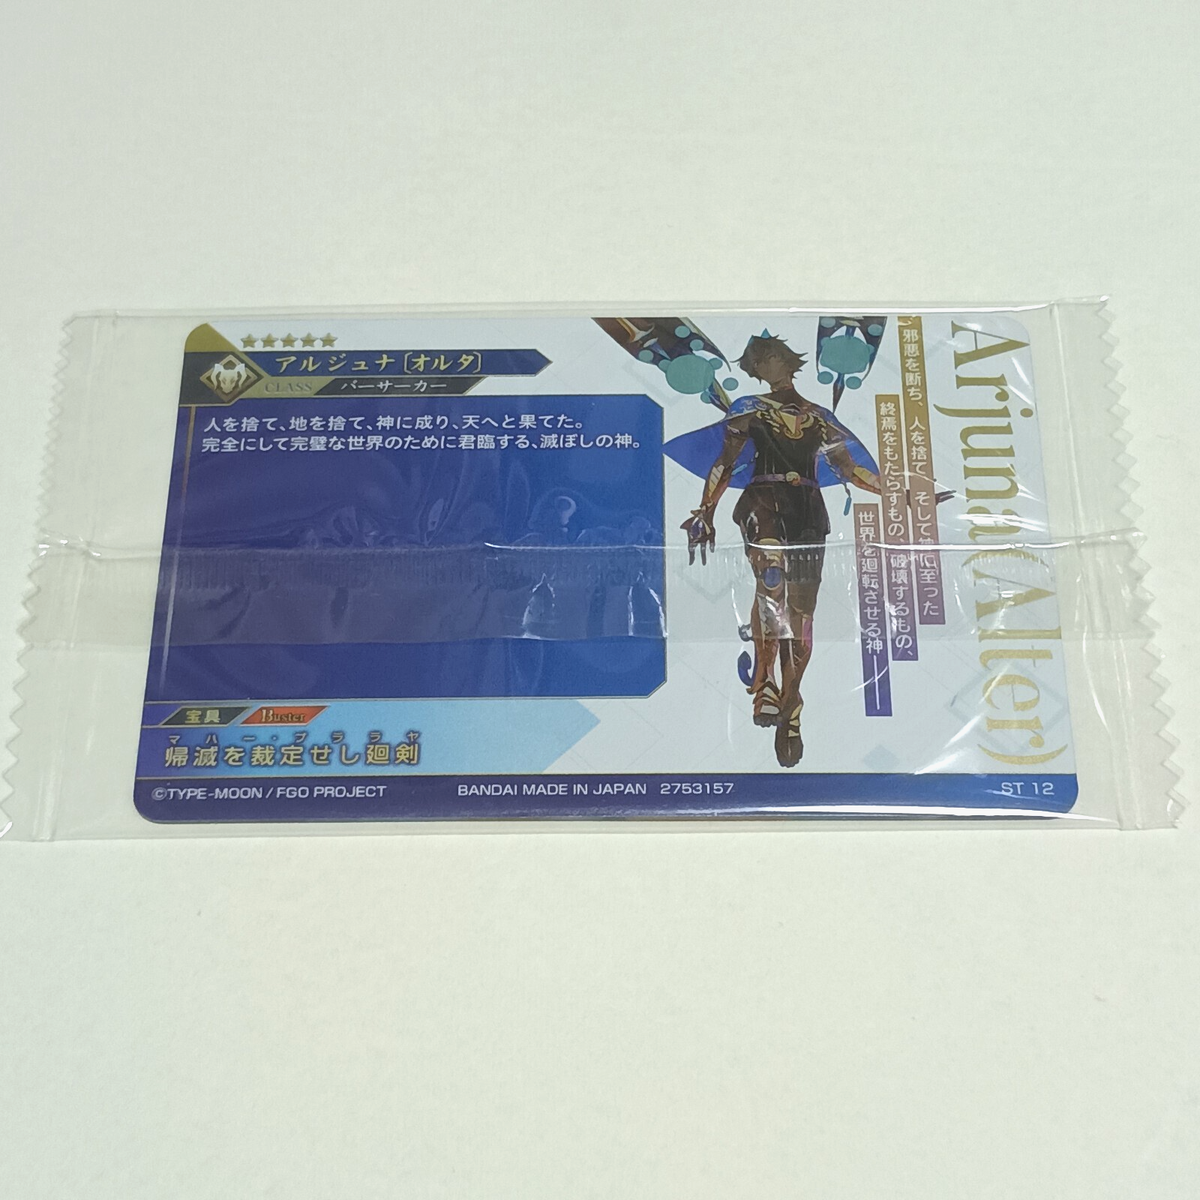 アルジュナ〔オルタ〕
CLASS バーサーカー
人を捨て、地を捨て、神に成り、天へと果てた。
完全にして完璧な世界のために君臨する、滅ぼしの神。
邪悪を断ち、人を捨て、そして神に至った
終焉をもたらすもの、破壊するもの、
世界を廻転させる神――
Arjuna(Alter)
宝具 Buster
マハー・プララヤ
帰滅を裁定せし廻剣
©TYPE-MOON / FGO PROJECT
BANDAI MADE IN JAPAN 2753157
ST 12